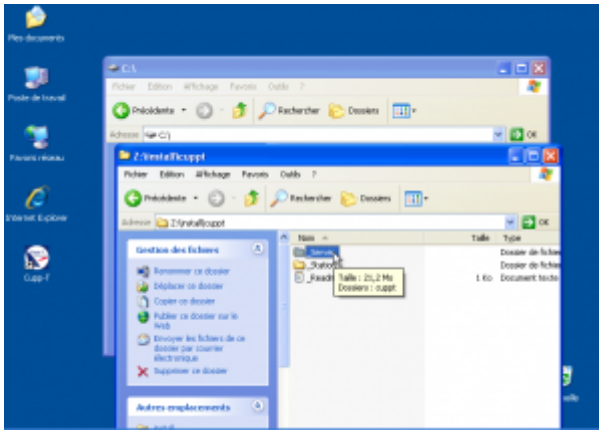 Mes documents
Poste de travail
Favoris réseau
Internet Explorer
Cupp-T
C:\
Fichier Edition Affichage Favoris Outils ?
Précédente
Rechercher Dossiers
Adresse C:\ OK
Z:\install\cuppt
Fichier Edition Affichage Favoris Outils ?
Précédente
Rechercher Dossiers
Adresse Z:\install\cuppt OK
Nom Taille Type
Gestion des fichiers
Renommer ce dossier
Déplacer ce dossier
Copier ce dossier
Publier ce dossier sur le
Web
Envoyer les fichiers de ce
dossier par courrier
électronique
Supprimer ce dossier
Autres emplacements
install
Dossier de fichier
Dossier de fichier
1 Ko Document texte
Taille : 21,2 Mo
Dossiers : cuppt